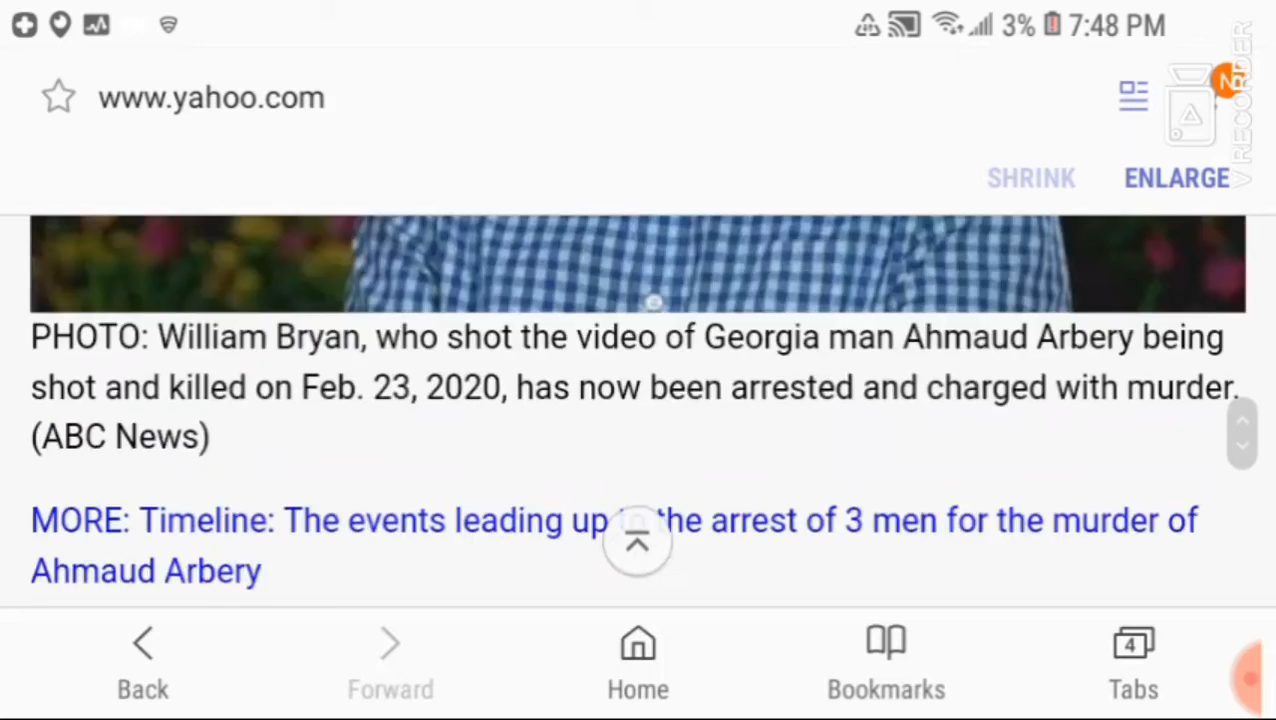 3% 7:48 PM
www.yahoo.com
N
V RECORDER
SHRINK ENLARGE
PHOTO: William Bryan, who shot the video of Georgia man Ahmaud Arbery being
shot and killed on Feb. 23, 2020, has now been arrested and charged with murder.
(ABC News)
MORE: Timeline: The events leading up to the arrest of 3 men for the murder of
Ahmaud Arbery
4
Back Forward Home Bookmarks Tabs